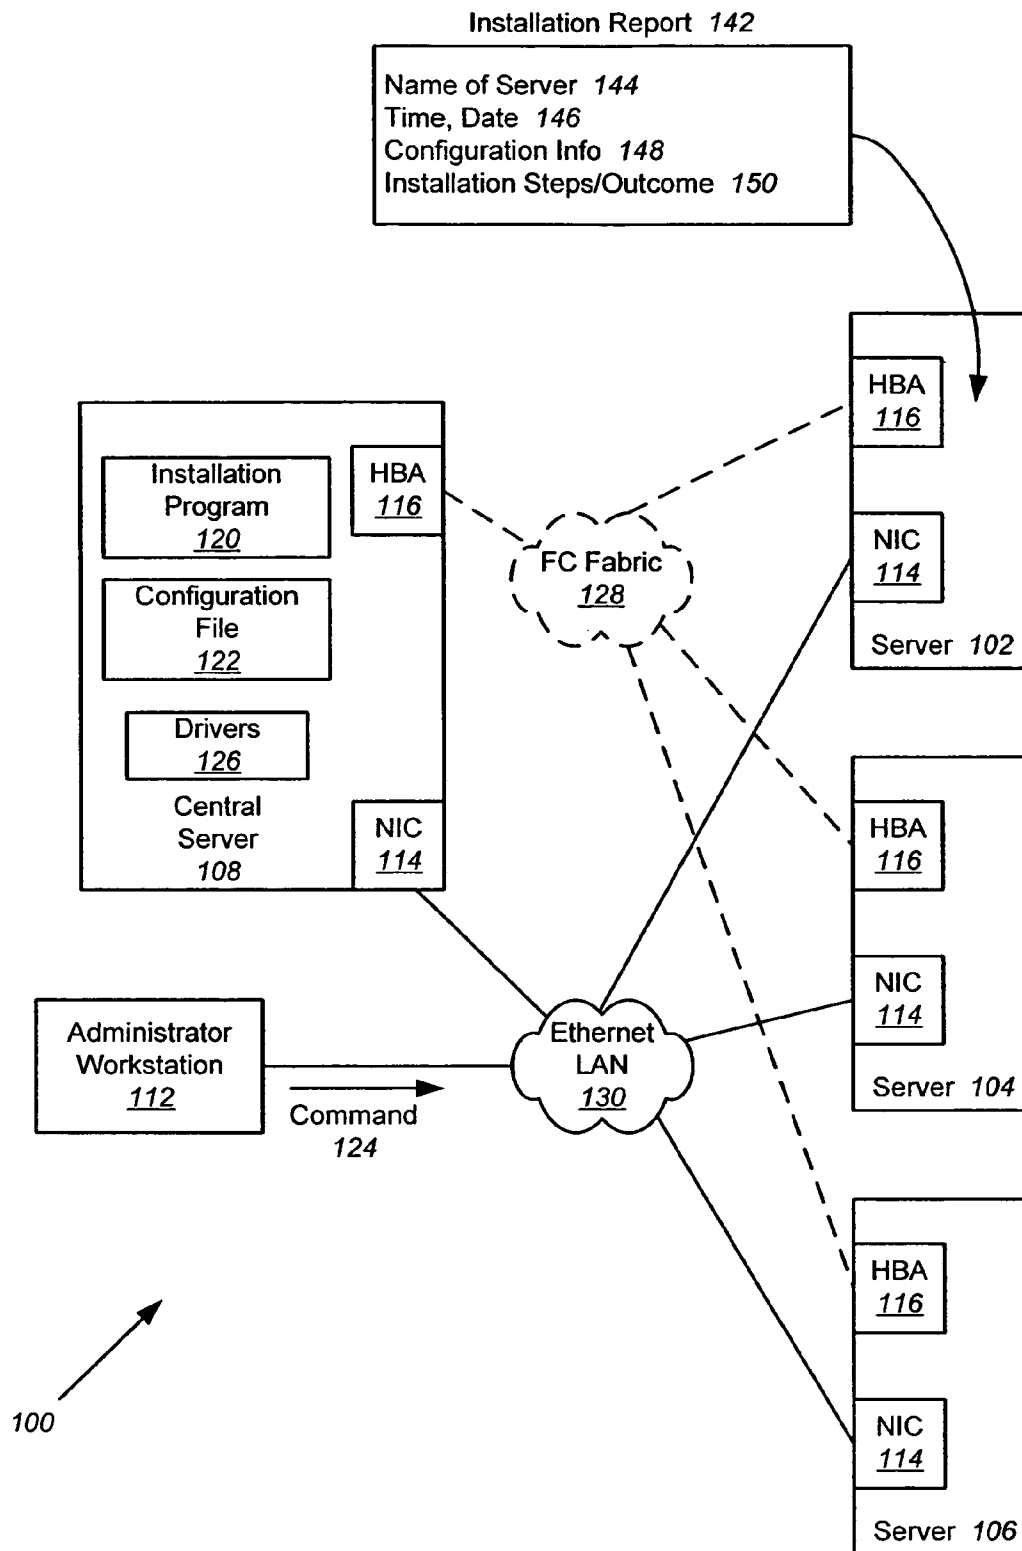 Installation Report 142
Name of Server 144
Time, Date 146
Configuration Info 148
Installation Steps/Outcome 150
HBA
116
NIC
114
Server 102
Installation
Program
120
HBA
116
Configuration
File
122
Drivers
126
Central
Server
108
NIC
114
FC Fabric
128
HBA
116
NIC
114
Server 104
Administrator
Workstation
112
Command
124
Ethernet
LAN
130
HBA
116
NIC
114
Server 106
100